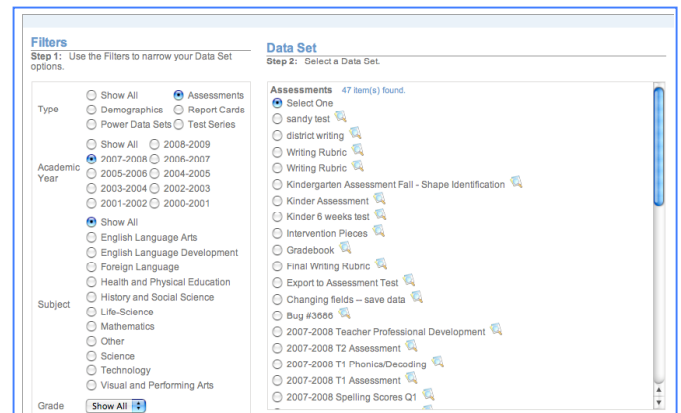 Filters
Step 1: Use the Filters to narrow your Data Set
options.
Type
Show All Assessments
Demographics Report Cards
Power Data Sets Test Series
Academic
Year
Show All 2008-2009
2007-2008 2006-2007
2005-2006 2004-2005
2003-2004 2002-2003
2001-2002 2000-2001
Subject
Show All
English Language Arts
English Language Development
Foreign Language
Health and Physical Education
History and Social Science
Life-Science
Mathematics
Other
Science
Technology
Visual and Performing Arts
Grade Show All
Data Set
Step 2: Select a Data Set.
Assessments 47 item(s) found.
Select One
sandy test
district writing
Writing Rubric
Writing Rubric
Kindergarten Assessment Fall - Shape Identification
Kinder Assessment
Kinder 6 weeks test
Intervention Pieces
Gradebook
Final Writing Rubric
Export to Assessment Test
Changing fields -- save data
Bug #3666
2007-2008 Teacher Professional Development
2007-2008 T2 Assessment
2007-2008 T1 Phonics/Decoding
2007-2008 T1 Assessment
2007-2008 Spelling Scores Q1